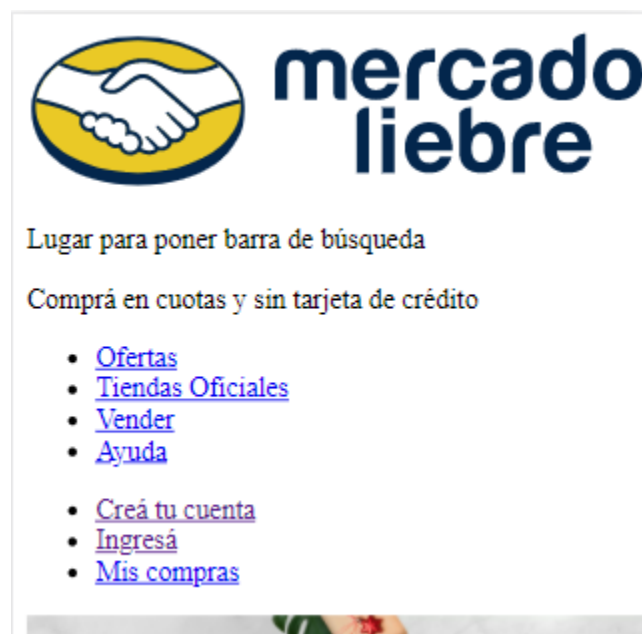 mercado
liebre
Lugar para poner barra de búsqueda
Comprá en cuotas y sin tarjeta de crédito
Ofertas
Tiendas Oficiales
Vender
Ayuda
Creá tu cuenta
Ingresá
Mis compras